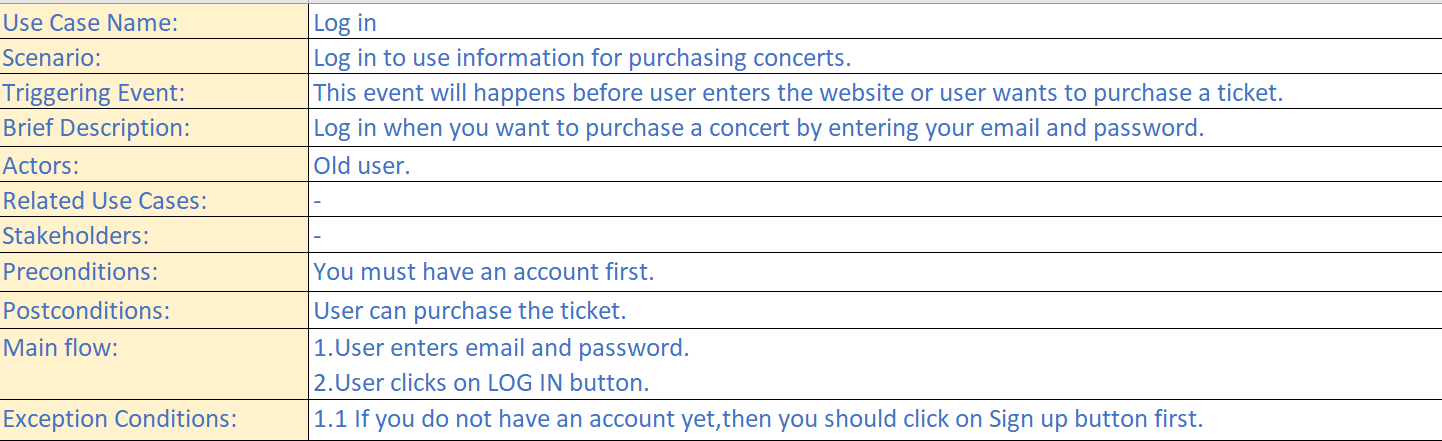 Use Case Name: Log in
Scenario: Log in to use information for purchasing concerts.
Triggering Event: This event will happens before user enters the website or user wants to purchase a ticket.
Brief Description: Log in when you want to purchase a concert by entering your email and password.
Actors: Old user.
Related Use Cases: -
Stakeholders: -
Preconditions: You must have an account first.
Postconditions: User can purchase the ticket.
Main flow: 1.User enters email and password.
2.User clicks on LOG IN button.
Exception Conditions: 1.1 If you do not have an account yet,then you should click on Sign up button first.